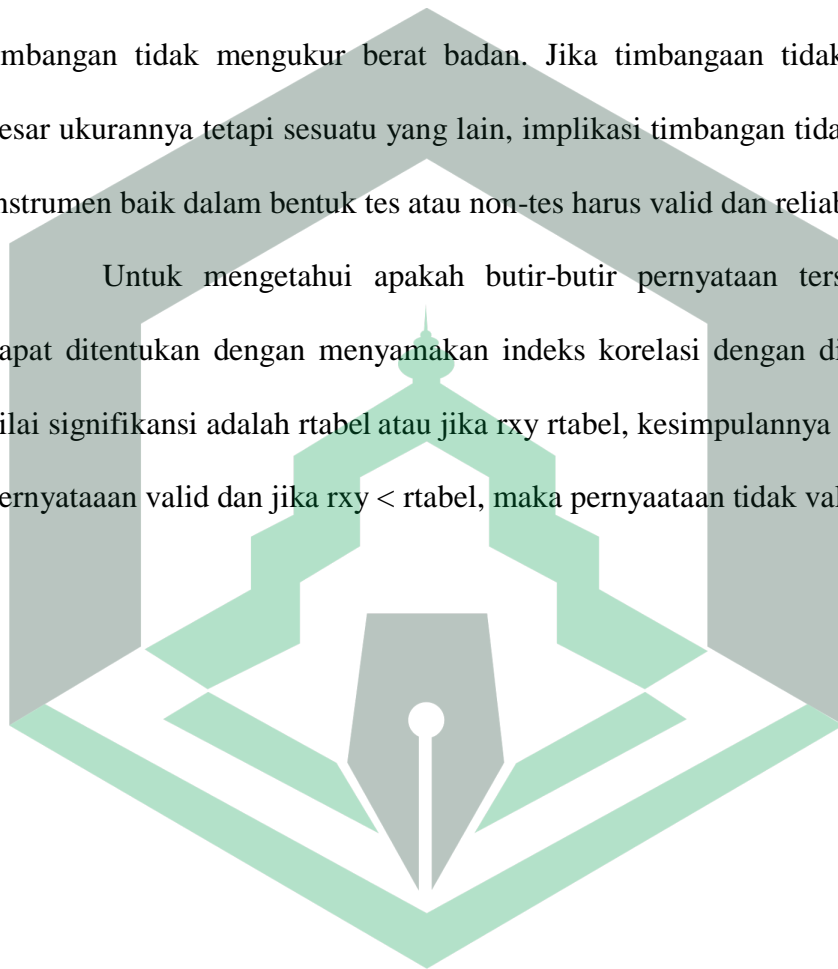 mbangan tidak mengukur berat badan. Jika timbangaan tidak
esar ukurannya tetapi sesuatu yang lain, implikasi timbangan tida
nstrumen baik dalam bentuk tes atau non-tes harus valid dan reliab
Untuk mengetahui apakah butir-butir pernyataan ters
apat ditentukan dengan menyamakan indeks korelasi dengan di
ilai signifikansi adalah rtabel atau jika rxy rtabel, kesimpulannya
ernyataaan valid dan jika rxy < rtabel, maka pernyaataan tidak val